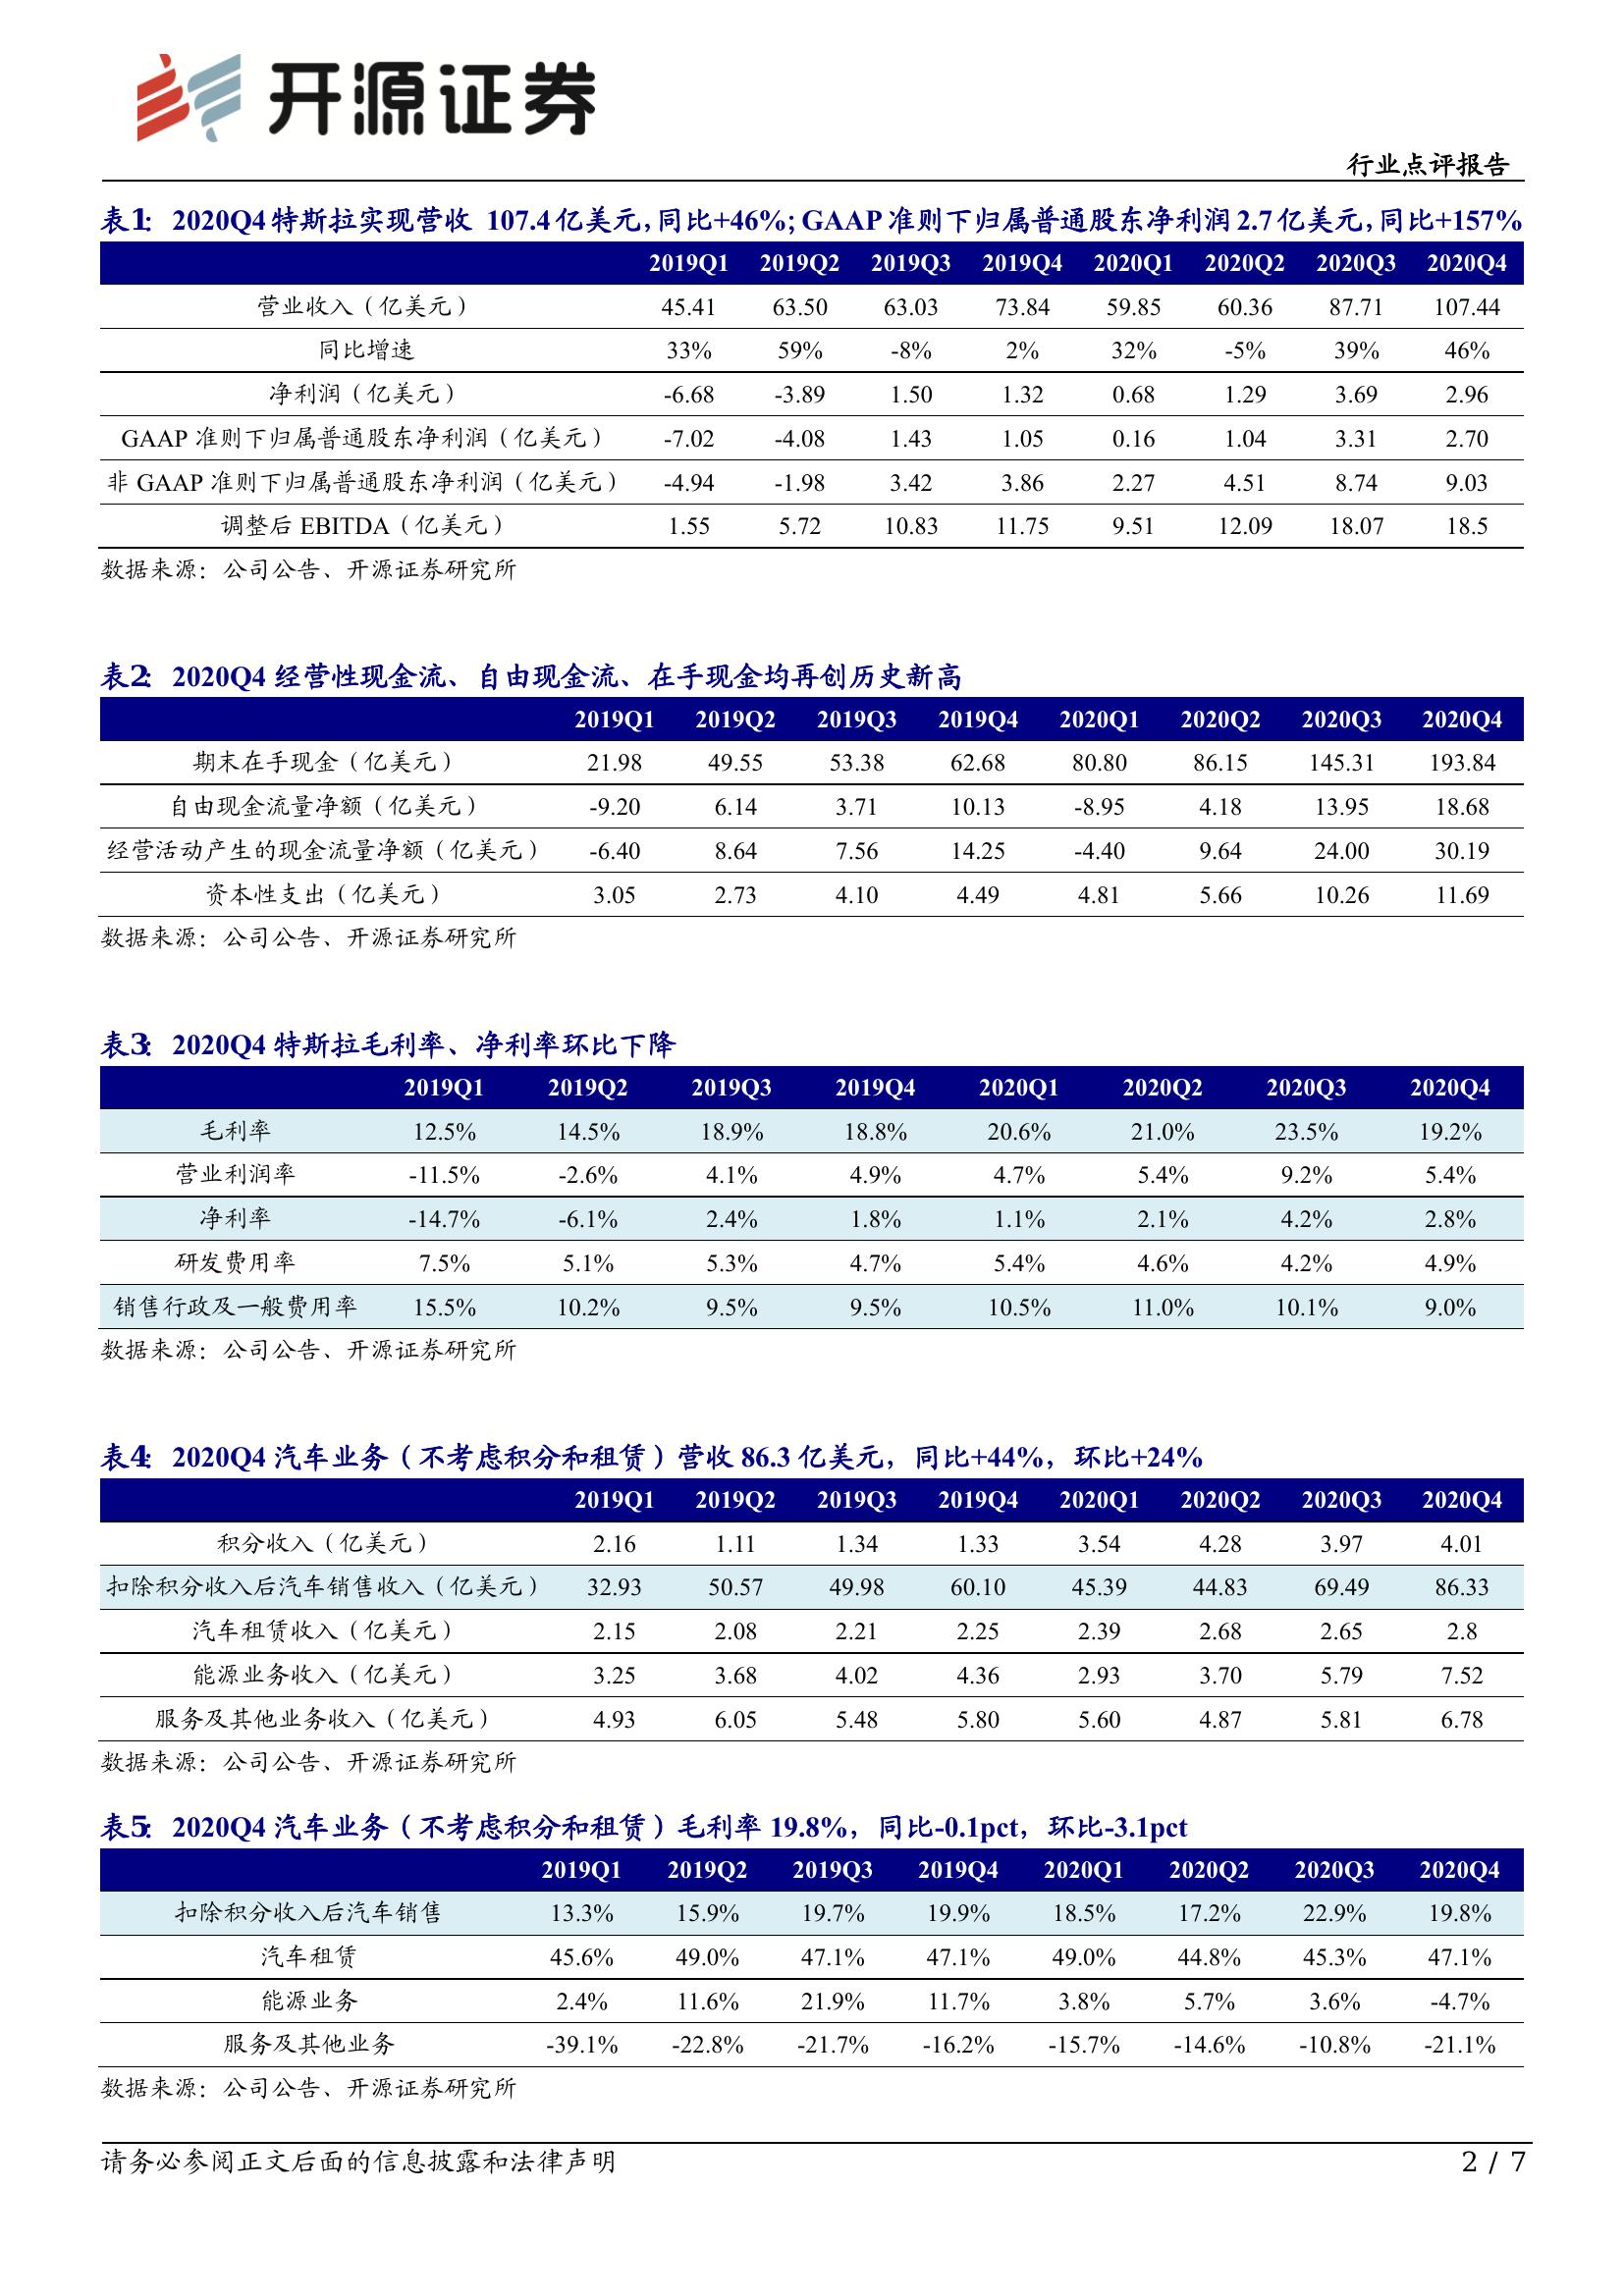 开源证券
行业点评报告
表1： 2020Q4 特斯拉实现营收 107.4 亿美元，同比+46%；GAAP 准则下归属普通股东净利润 2.7 亿美元，同比+157%
2019Q1 2019Q2 2019Q3 2019Q4 2020Q1 2020Q2 2020Q3 2020Q4
营业收入（亿美元） 45.41 63.50 63.03 73.84 59.85 60.36 87.71 107.44
同比增速 33% 59% -8% 2% 32% -5% 39% 46%
净利润（亿美元） -6.68 -3.89 1.50 1.32 0.68 1.29 3.69 2.96
GAAP 准则下归属普通股东净利润（亿美元） -7.02 -4.08 1.43 1.05 0.16 1.04 3.31 2.70
非 GAAP 准则下归属普通股东净利润（亿美元） -4.94 -1.98 3.42 3.86 2.27 4.51 8.74 9.03
调整后 EBITDA（亿美元） 1.55 5.72 10.83 11.75 9.51 12.09 18.07 18.5
数据来源：公司公告、开源证券研究所
表2： 2020Q4 经营性现金流、自由现金流、在手现金均再创历史新高
2019Q1 2019Q2 2019Q3 2019Q4 2020Q1 2020Q2 2020Q3 2020Q4
期末在手现金（亿美元） 21.98 49.55 53.38 62.68 80.80 86.15 145.31 193.84
自由现金流量净额（亿美元） -9.20 6.14 3.71 10.13 -8.95 4.18 13.95 18.68
经营活动产生的现金流量净额（亿美元） -6.40 8.64 7.56 14.25 -4.40 9.64 24.00 30.19
资本性支出（亿美元） 3.05 2.73 4.10 4.49 4.81 5.66 10.26 11.69
数据来源：公司公告、开源证券研究所
表3： 2020Q4 特斯拉毛利率、净利率环比下降
2019Q1 2019Q2 2019Q3 2019Q4 2020Q1 2020Q2 2020Q3 2020Q4
毛利率 12.5% 14.5% 18.9% 18.8% 20.6% 21.0% 23.5% 19.2%
营业利润率 -11.5% -2.6% 4.1% 4.9% 4.7% 5.4% 9.2% 5.4%
净利率 -14.7% -6.1% 2.4% 1.8% 1.1% 2.1% 4.2% 2.8%
研发费用率 7.5% 5.1% 5.3% 4.7% 5.4% 4.6% 4.2% 4.9%
销售行政及一般费用率 15.5% 10.2% 9.5% 9.5% 10.5% 11.0% 10.1% 9.0%
数据来源：公司公告、开源证券研究所
表4： 2020Q4 汽车业务（不考虑积分和租赁）营收 86.3 亿美元，同比+44%，环比+24%
2019Q1 2019Q2 2019Q3 2019Q4 2020Q1 2020Q2 2020Q3 2020Q4
积分收入（亿美元） 2.16 1.11 1.34 1.33 3.54 4.28 3.97 4.01
扣除积分收入后汽车销售收入（亿美元） 32.93 50.57 49.98 60.10 45.39 44.83 69.49 86.33
汽车租赁收入（亿美元） 2.15 2.08 2.21 2.25 2.39 2.68 2.65 2.8
能源业务收入（亿美元） 3.25 3.68 4.02 4.36 2.93 3.70 5.79 7.52
服务及其他业务收入（亿美元） 4.93 6.05 5.48 5.80 5.60 4.87 5.81 6.78
数据来源：公司公告、开源证券研究所
表5： 2020Q4 汽车业务（不考虑积分和租赁）毛利率 19.8%，同比-0.1pct，环比-3.1pct
2019Q1 2019Q2 2019Q3 2019Q4 2020Q1 2020Q2 2020Q3 2020Q4
扣除积分收入后汽车销售 13.3% 15.9% 19.7% 19.9% 18.5% 17.2% 22.9% 19.8%
汽车租赁 45.6% 49.0% 47.1% 47.1% 49.0% 44.8% 45.3% 47.1%
能源业务 2.4% 11.6% 21.9% 11.7% 3.8% 5.7% 3.6% -4.7%
服务及其他业务 -39.1% -22.8% -21.7% -16.2% -15.7% -14.6% -10.8% -21.1%
数据来源：公司公告、开源证券研究所
请务必参阅正文后面的信息披露和法律声明 2 / 7